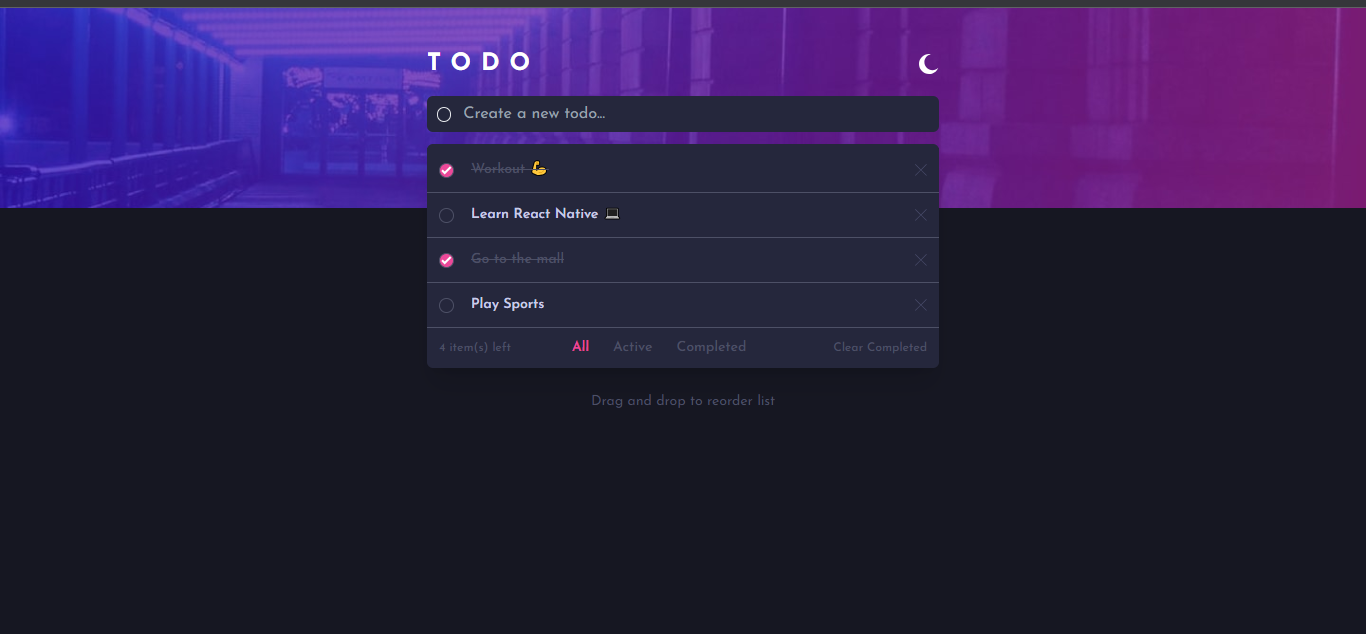 TODO
Create a new todo...
Workout 💪
Learn React Native 💻
Go to the mall
Play Sports
4 item(s) left All Active Completed Clear Completed
Drag and drop to reorder list